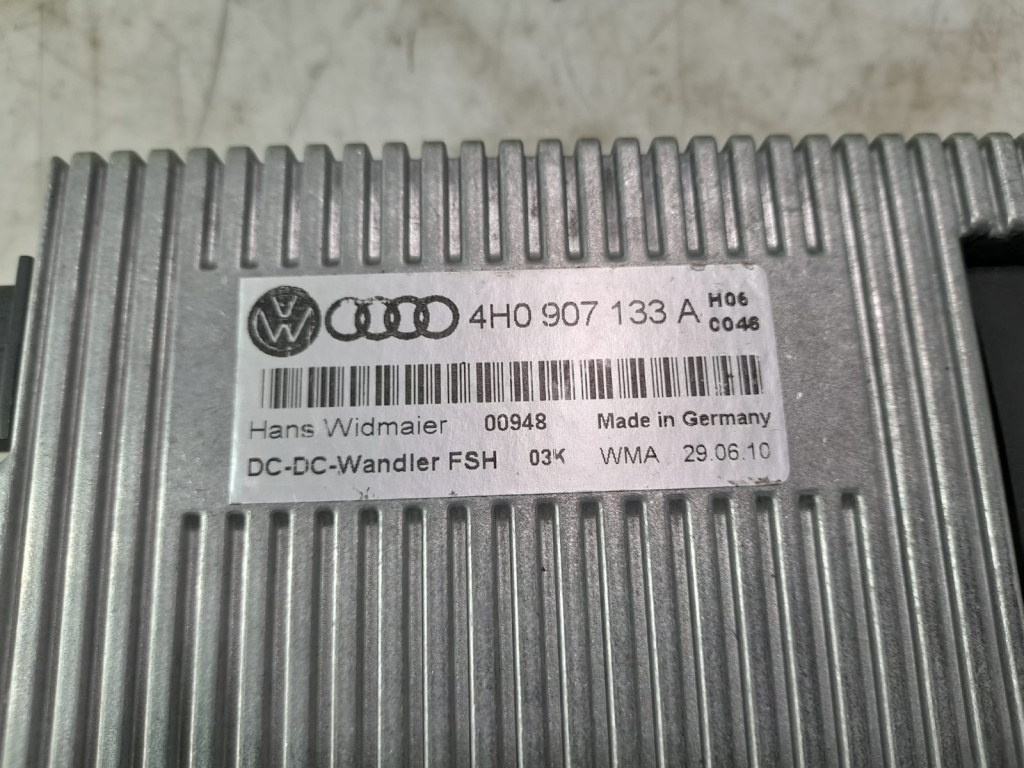 4H0 907 133 A H06
0046
Hans Widmaier 00948 Made in Germany
DC-DC-Wandler FSH 03K WMA 29.06.10